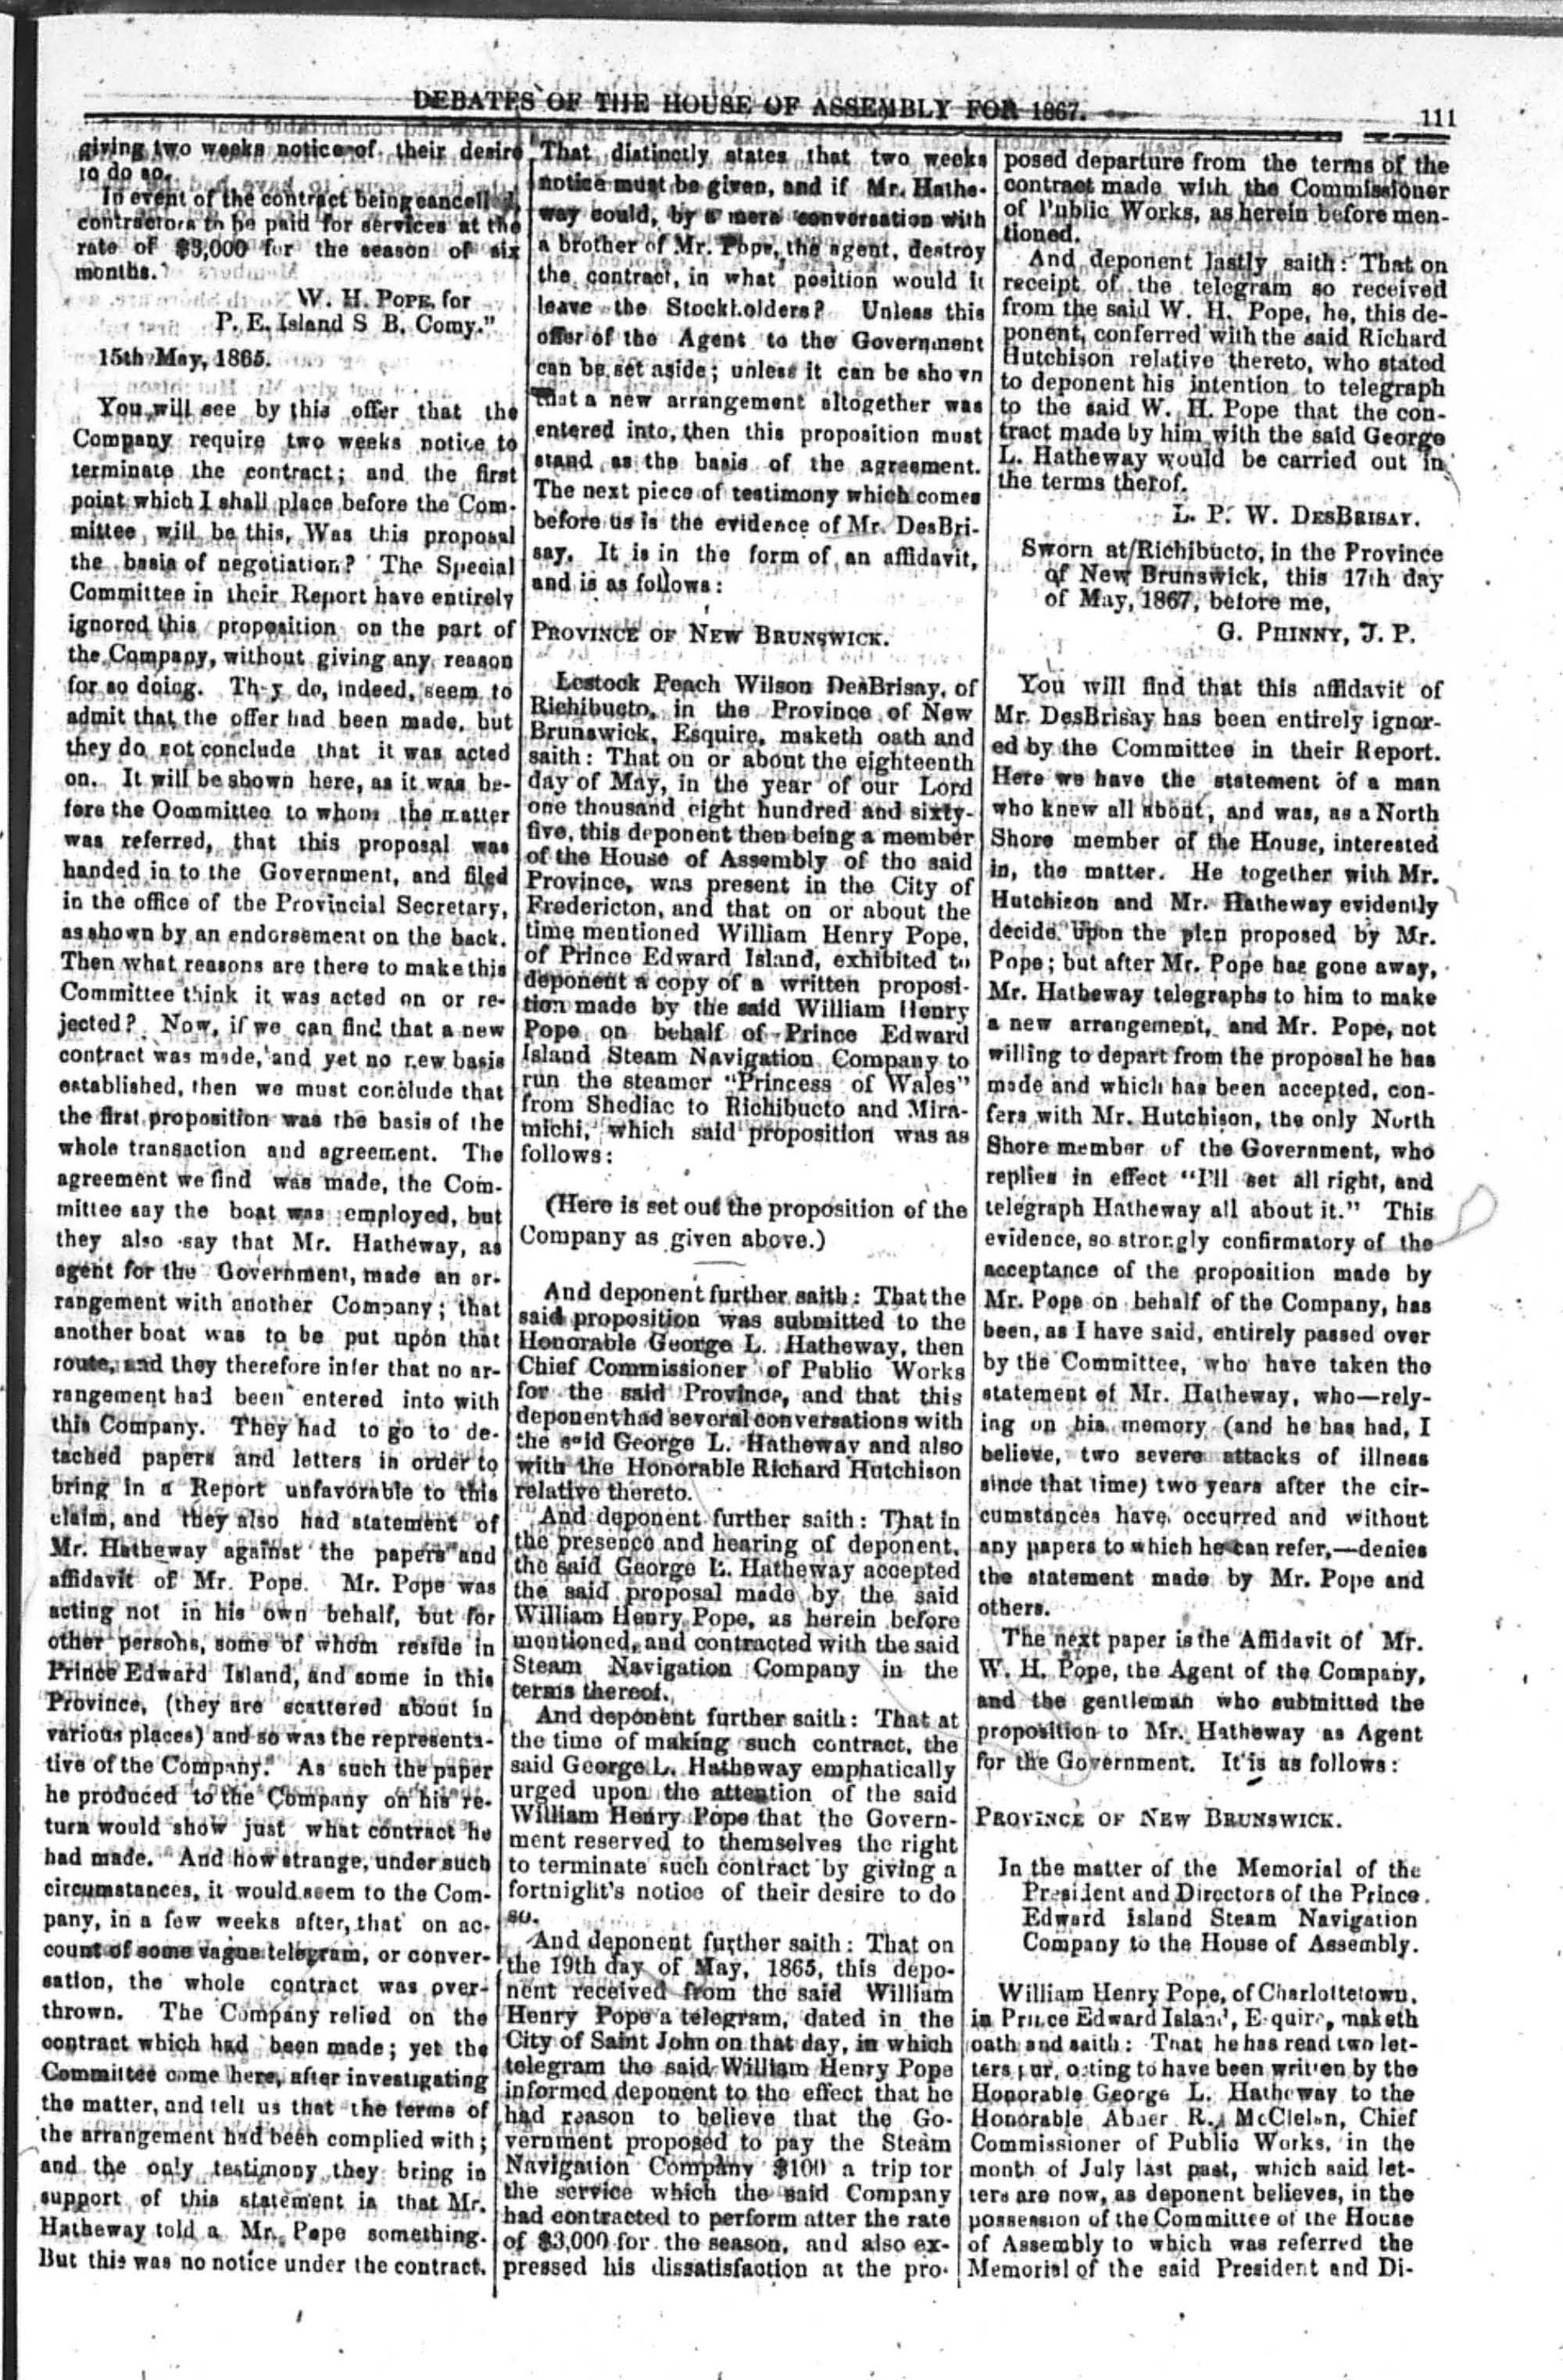 DEBATES OF THE HOUSE OF ASSEMBLY FOR 1867.
111
giving two weeks notice of their desire
to do so.
In event of the contract being cancelled,
contractors to be paid for services at the
rate of $3,000 for the season of six
months."
W. H. POPE, for
P. E. Island S B. Comy."
15th May, 1865.
You will see by this offer that the
Company require two weeks notice to
terminate the contract; and the first
point which I shall place before the Com-
mittee will be this, Was this proposal
the basis of negotiation? The Special
Committee in their Report have entirely
ignored this proposition on the part of
the Company, without giving any reason
for so doing. They do, indeed, seem to
admit that the offer had been made, but
they do not conclude that it was acted
on. It will be shown here, as it was be-
fore the Committee to whom the matter
was referred, that this proposal was
handed in to the Government, and filed
in the office of the Provincial Secretary,
as shown by an endorsement on the back.
Then what reasons are there to make this
Committee think it was acted on or re-
jected? Now, if we can find that a new
contract was made, and yet no new basis
established, then we must conclude that
the first proposition was the basis of the
whole transaction and agreement. The
agreement we find was made, the Com-
mittee say the boat was employed, but
they also say that Mr. Hatheway, as
agent for the Government, made an ar-
rangement with another Company; that
another boat was to be put upon that
route, and they therefore infer that no ar-
rangement had been entered into with
this Company. They had to go to de-
tached papers and letters in order to
bring in a Report unfavorable to this
claim, and they also had statement of
Mr. Hatheway against the papers and
affidavit of Mr. Pope. Mr. Pope was
acting not in his own behalf, but for
other persons, some of whom reside in
Prince Edward Island, and some in this
Province, (they are scattered about in
various places) and so was the representa-
tive of the Company. As such the paper
he produced to the Company on his re-
turn would show just what contract he
had made. And how strange, under such
circumstances, it would seem to the Com-
pany, in a few weeks after, that on ac-
count of some vague telegram, or conver-
sation, the whole contract was over-
thrown. The Company relied on the
contract which had been made; yet the
Committee come here, after investigating
the matter, and tell us that the terms of
the arrangement had been complied with;
and the only testimony they bring in
support of this statement is that Mr.
Hatheway told a Mr. Pope something.
But this was no notice under the contract.
That distinctly states that two weeks
notice must be given, and if Mr. Hathe-
way could, by a mere conversation with
a brother of Mr. Pope, the agent, destroy
the contract, in what position would it
leave the Stockholders? Unless this
offer of the Agent to the Government
can be set aside; unless it can be shown
that a new arrangement altogether was
entered into, then this proposition must
stand as the basis of the agreement.
The next piece of testimony which comes
before us is the evidence of Mr. DesBri-
say. It is in the form of an affidavit,
and is as follows:
PROVINCE OF NEW BRUNSWICK.
Lestock Peach Wilson DesBrisay, of
Richibucto, in the Province of New
Brunswick, Esquire, maketh oath and
saith: That on or about the eighteenth
day of May, in the year of our Lord
one thousand eight hundred and sixty-
five, this deponent then being a member
of the House of Assembly of the said
Province, was present in the City of
Fredericton, and that on or about the
time mentioned William Henry Pope,
of Prince Edward Island, exhibited to
deponent a copy of a written proposi-
tion made by the said William Henry
Pope on behalf of Prince Edward
Island Steam Navigation Company to
run the steamer "Princess of Wales"
from Shediac to Richibucto and Mira-
michi, which said proposition was as
follows:
(Here is set out the proposition of the
Company as given above.)
And deponent further saith: That the
said proposition was submitted to the
Honorable George L. Hatheway, then
Chief Commissioner of Public Works
for the said Province, and that this
deponent had several conversations with
the said George L. Hatheway and also
with the Honorable Richard Hutchison
relative thereto.
And deponent further saith: That in
the presence and hearing of deponent,
the said George L. Hatheway accepted
the said proposal made by the said
William Henry Pope, as herein before
mentioned, and contracted with the said
Steam Navigation Company in the
terms thereof.
And deponent further saith: That at
the time of making such contract, the
said George L. Hatheway emphatically
urged upon the attention of the said
William Henry Pope that the Govern-
ment reserved to themselves the right
to terminate such contract by giving a
fortnight's notice of their desire to do
so.
And deponent further saith: That on
the 19th day of May, 1865, this depo-
nent received from the said William
Henry Pope a telegram, dated in the
City of Saint John on that day, in which
telegram the said William Henry Pope
informed deponent to the effect that he
had reason to believe that the Go-
vernment proposed to pay the Steam
Navigation Company $100 a trip for
the service which the said Company
had contracted to perform after the rate
of $3,000 for the season, and also ex-
pressed his dissatisfaction at the pro-
posed departure from the terms of the
contract made with the Commissioner
of Public Works, as herein before men-
tioned.
And deponent lastly saith: That on
receipt of the telegram so received
from the said W. H. Pope, he, this de-
ponent, conferred with the said Richard
Hutchison relative thereto, who stated
to deponent his intention to telegraph
to the said W. H. Pope that the con-
tract made by him with the said George
L. Hatheway would be carried out in
the terms therof.
L. P. W. DESBRISAY.
Sworn at Richibucto, in the Province
of New Brunswick, this 17th day
of May, 1867, before me,
G. PHINNY, J. P.
You will find that this affidavit of
Mr. DesBrisay has been entirely ignor-
ed by the Committee in their Report.
Here we have the statement of a man
who knew all about, and was, as a North
Shore member of the House, interested
in, the matter. He together with Mr.
Hutchison and Mr. Hatheway evidently
decide upon the plan proposed by Mr.
Pope; but after Mr. Pope has gone away,
Mr. Hatheway telegraphs to him to make
a new arrangement, and Mr. Pope, not
willing to depart from the proposal he has
made and which has been accepted, con-
fers with Mr. Hutchison, the only North
Shore member of the Government, who
replies in effect "I'll set all right, and
telegraph Hatheway all about it." This
evidence, so strongly confirmatory of the
acceptance of the proposition made by
Mr. Pope on behalf of the Company, has
been, as I have said, entirely passed over
by the Committee, who have taken the
statement of Mr. Hatheway, who—rely-
ing on his memory (and he has had, I
believe, two severe attacks of illness
since that time) two years after the cir-
cumstances have occurred and without
any papers to which he can refer,—denies
the statement made by Mr. Pope and
others.
The next paper is the Affidavit of Mr.
W. H. Pope, the Agent of the Company,
and the gentleman who submitted the
proposition to Mr. Hatheway as Agent
for the Government. It is as follows:
PROVINCE OF NEW BRUNSWICK.
In the matter of the Memorial of the
President and Directors of the Prince
Edward Island Steam Navigation
Company to the House of Assembly.
William Henry Pope, of Charlottetown,
in Prince Edward Island, Esquire, maketh
oath and saith: That he has read two let-
ters purporting to have been written by the
Honorable George L. Hatheway to the
Honorable Abner R. McClelan, Chief
Commissioner of Public Works, in the
month of July last past, which said let-
ters are now, as deponent believes, in the
possession of the Committee of the House
of Assembly to which was referred the
Memorial of the said President and Di-